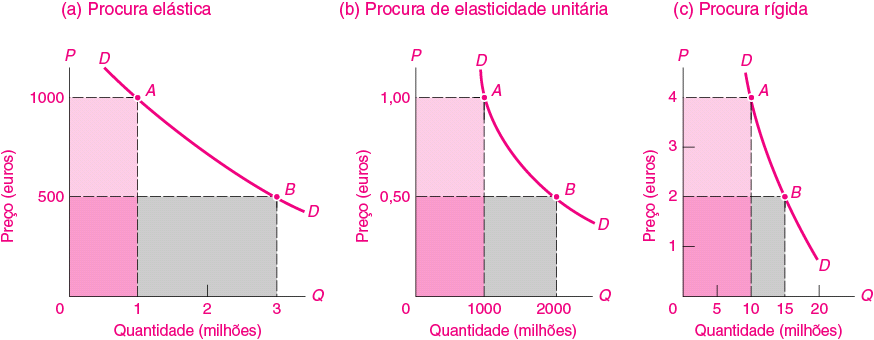 (a) Procura elástica
P
D
A
1000
500
B
D
Preço (euros)
0
1
2
3
Q
Quantidade (milhões)
(b) Procura de elasticidade unitária
P
D
A
1,00
0,50
B
D
Preço (euros)
0
1000
2000
Q
Quantidade (milhões)
(c) Procura rígida
P
D
A
4
3
2
B
1
D
Preço (euros)
0
5
10
15
20
Q
Quantidade (milhões)